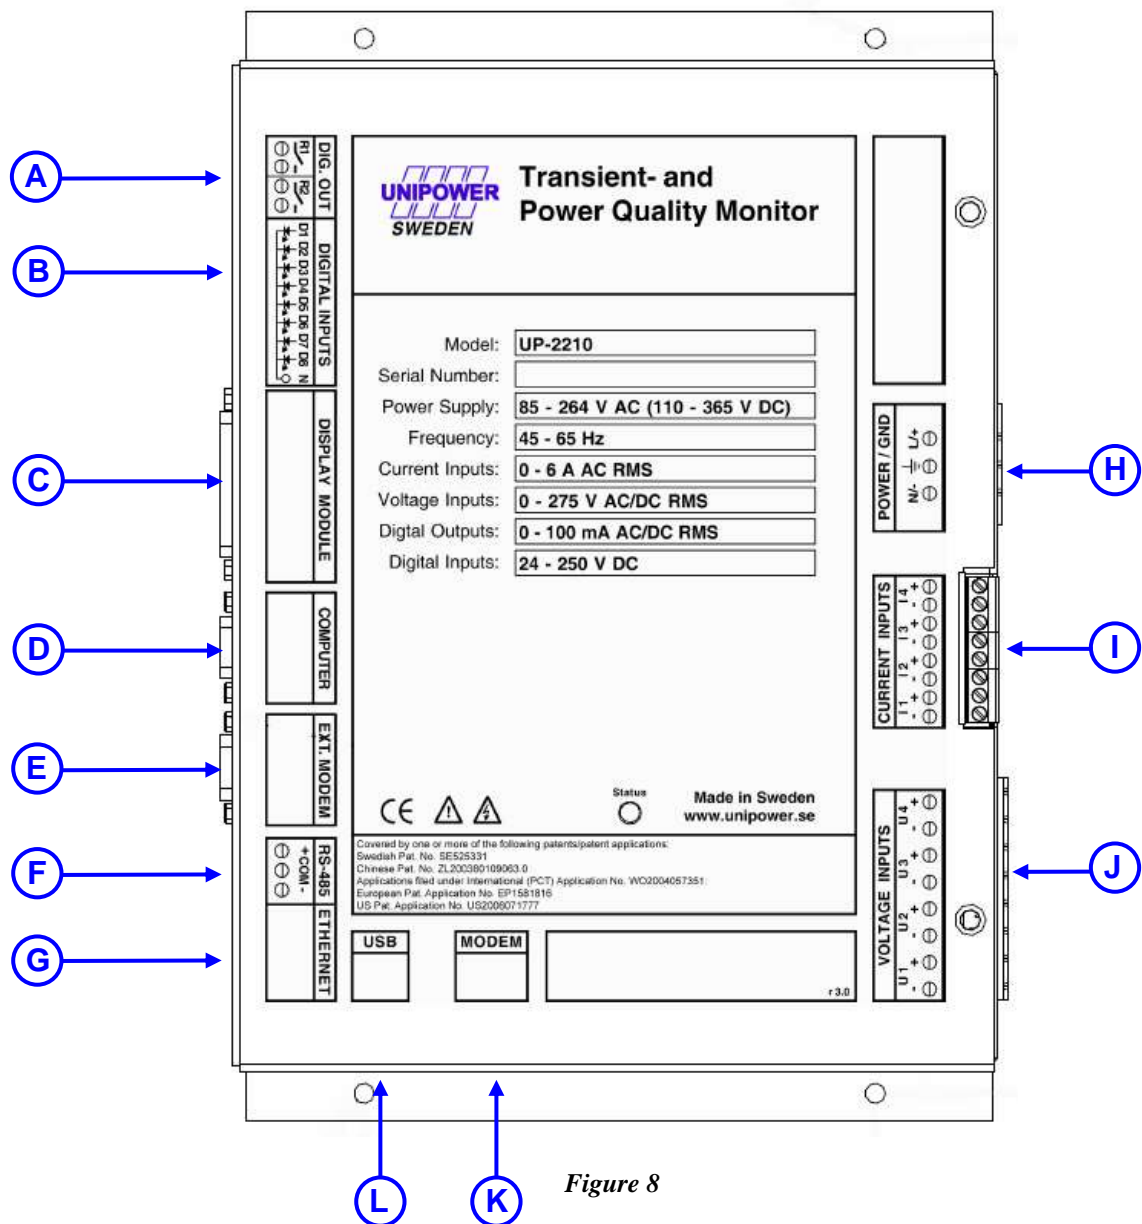 A
B
C
D
E
F
G
DIG. OUT
R1
R2
DIGITAL INPUTS
D1 D2 D3 D4 D5 D6 D7 D8 N
DISPLAY MODULE
COMPUTER
EXT. MODEM
RS-485
+ COM -
ETHERNET
UNIPOWER
SWEDEN
Transient- and
Power Quality Monitor
Model: UP-2210
Serial Number:
Power Supply: 85 - 264 V AC (110 - 365 V DC)
Frequency: 45 - 65 Hz
Current Inputs: 0 - 6 A AC RMS
Voltage Inputs: 0 - 275 V AC/DC RMS
Digtal Outputs: 0 - 100 mA AC/DC RMS
Digital Inputs: 24 - 250 V DC
CE
Status
Made in Sweden
www.unipower.se
Covered by one or more of the following patents/patent applications:
Swedish Pat. No. SE525331
Chinese Pat. No. ZL200380109063.0
Applications filed under International (PCT) Application No. WO2004057351:
European Pat. Application No. EP1581816
US Pat. Application No. US2006071777
USB
MODEM
r 3.0
POWER / GND
N/- L/+
CURRENT INPUTS
I1 - + I2 - + I3 - + I4 - +
VOLTAGE INPUTS
U1 - + U2 - + U3 - + U4 - +
H
I
J
L
K
Figure 8